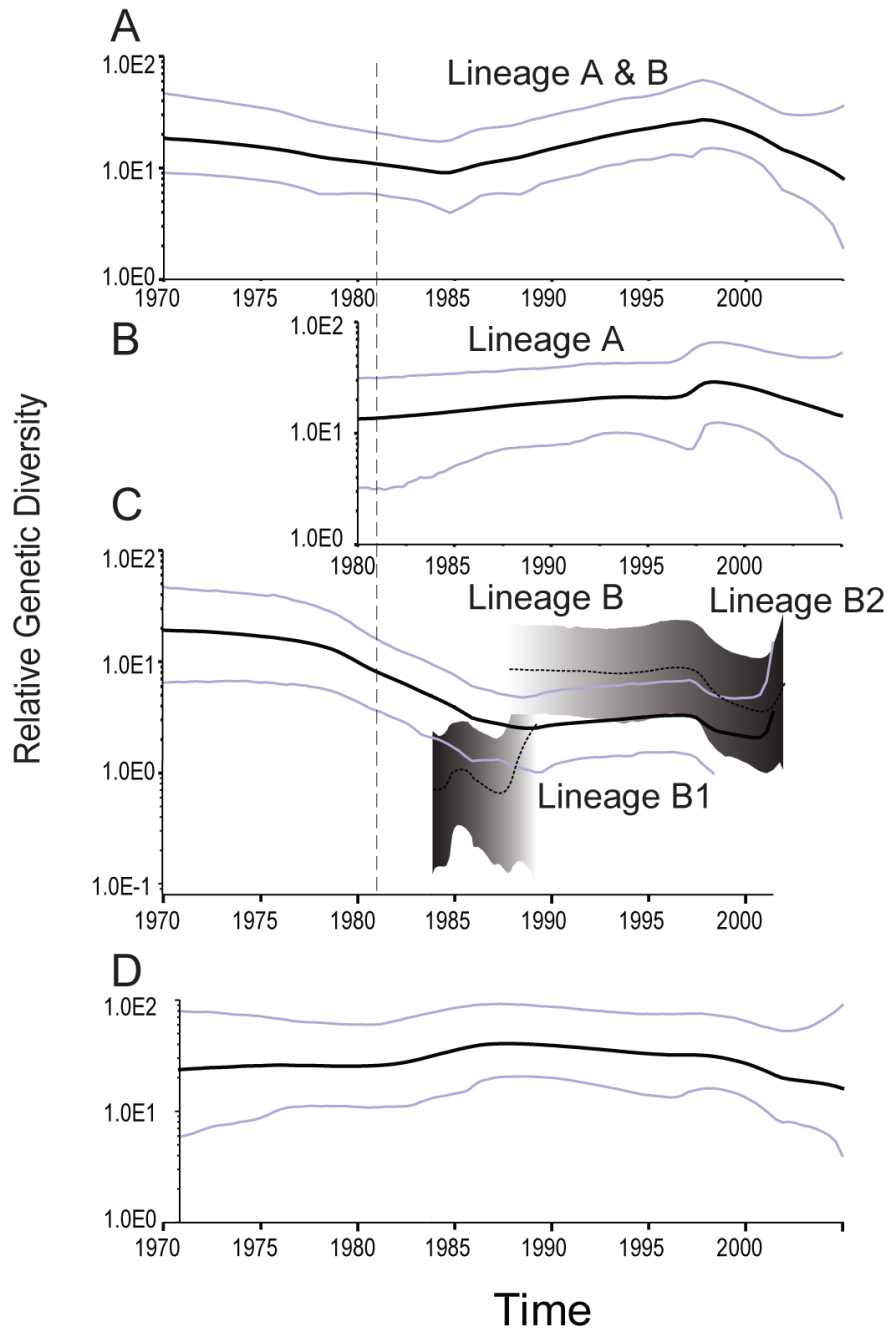 A
1.0E2
Lineage A & B
1.0E1
1.0E0
1970 1975 1980 1985 1990 1995 2000
B
1.0E2
Lineage A
1.0E1
1.0E0
1980 1985 1990 1995 2000
Relative Genetic Diversity
C
1.0E2
Lineage B
Lineage B2
1.0E1
1.0E0
Lineage B1
1.0E-1
1970 1975 1980 1985 1990 1995 2000
D
1.0E2
1.0E1
1.0E0
1970 1975 1980 1985 1990 1995 2000
Time